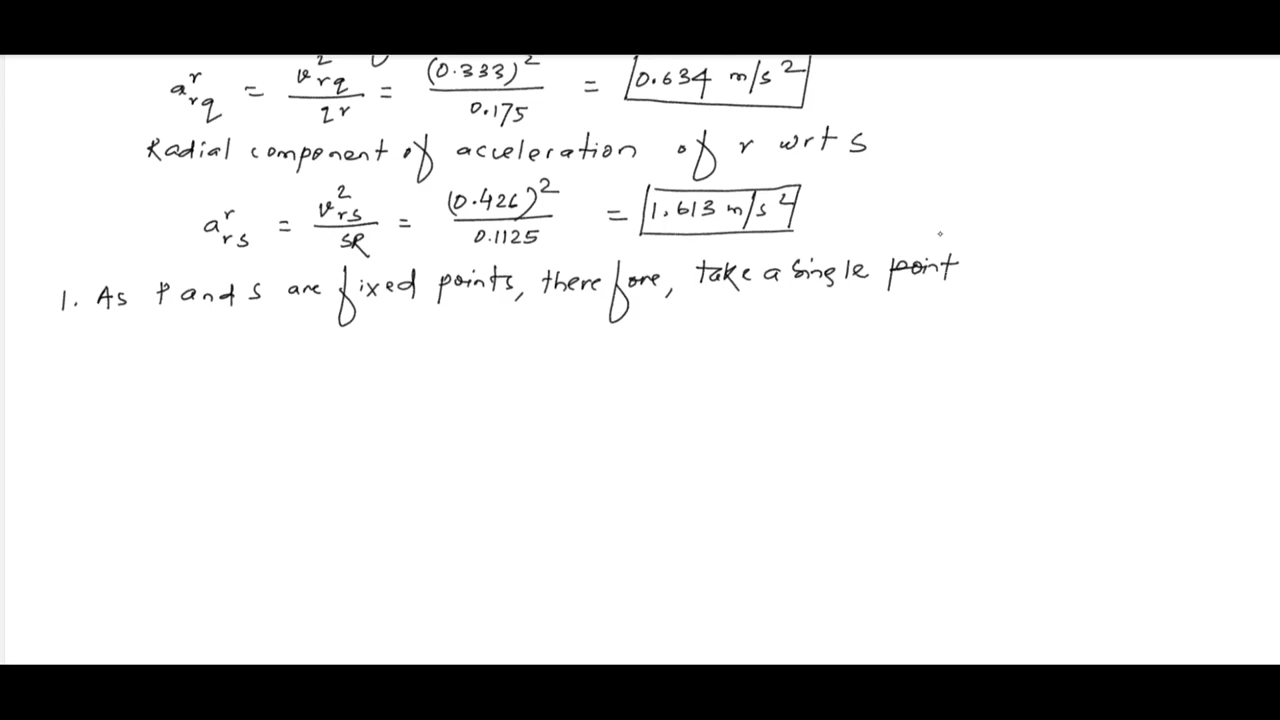 a^r_rq = v²_rq / qr = (0.333)² / 0.175 = 0.634 m/s²
Radial component of acceleration of r wrt S
a^r_rs = v²_rs / SR = (0.426)² / 0.1125 = 1.613 m/s²
1. As P and S are fixed points, therefore, take a single point